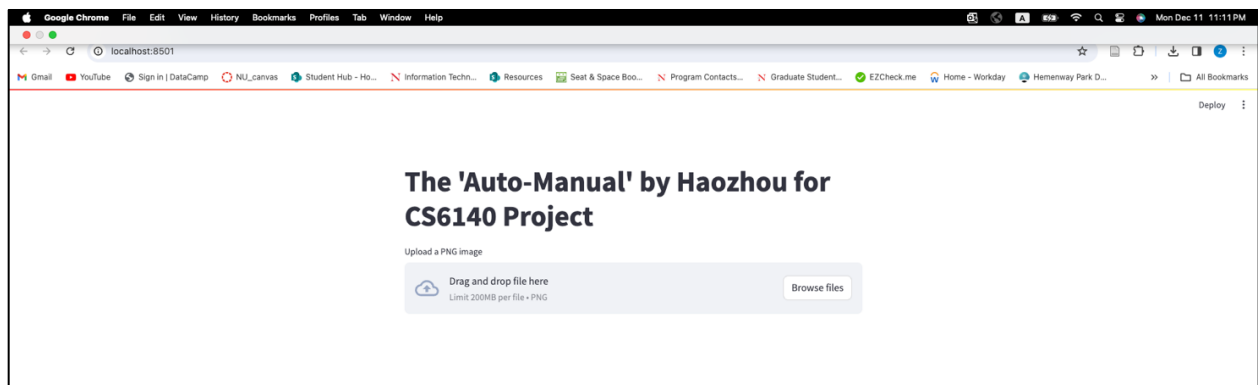 Google Chrome File Edit View History Bookmarks Profiles Tab Window Help A Mon Dec 11 11:11 PM
localhost:8501 Z
Gmail YouTube Sign in | DataCamp NU_canvas Student Hub - Ho... Information Techn... Resources Seat & Space Boo... Program Contacts... Graduate Student... EZCheck.me Home - Workday Hemenway Park D... » All Bookmarks
Deploy
The 'Auto-Manual' by Haozhou for
CS6140 Project
Upload a PNG image
Drag and drop file here
Limit 200MB per file • PNG
Browse files